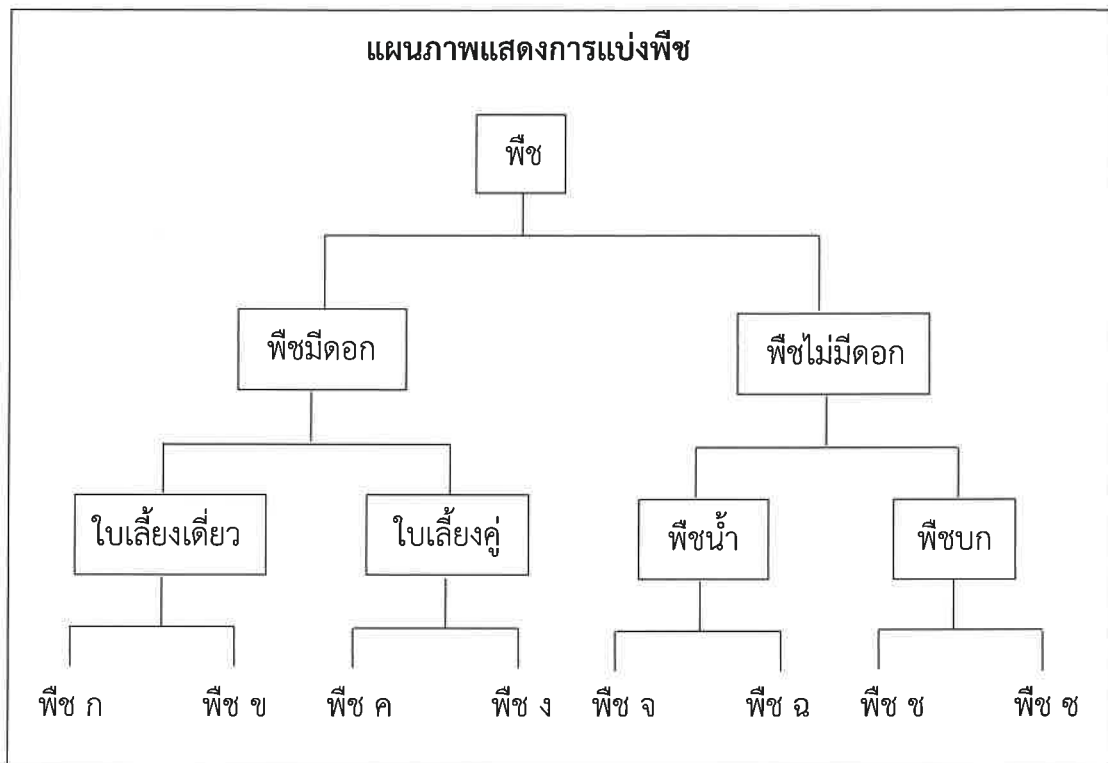 แผนภาพแสดงการแบ่งพืช
พืช
พืชมีดอก
พืชไม่มีดอก
ใบเลี้ยงเดี่ยว
ใบเลี้ยงคู่
พืชน้ำ
พืชบก
พืช ก
พืช ข
พืช ค
พืช ง
พืช จ
พืช ฉ
พืช ช
พืช ซ